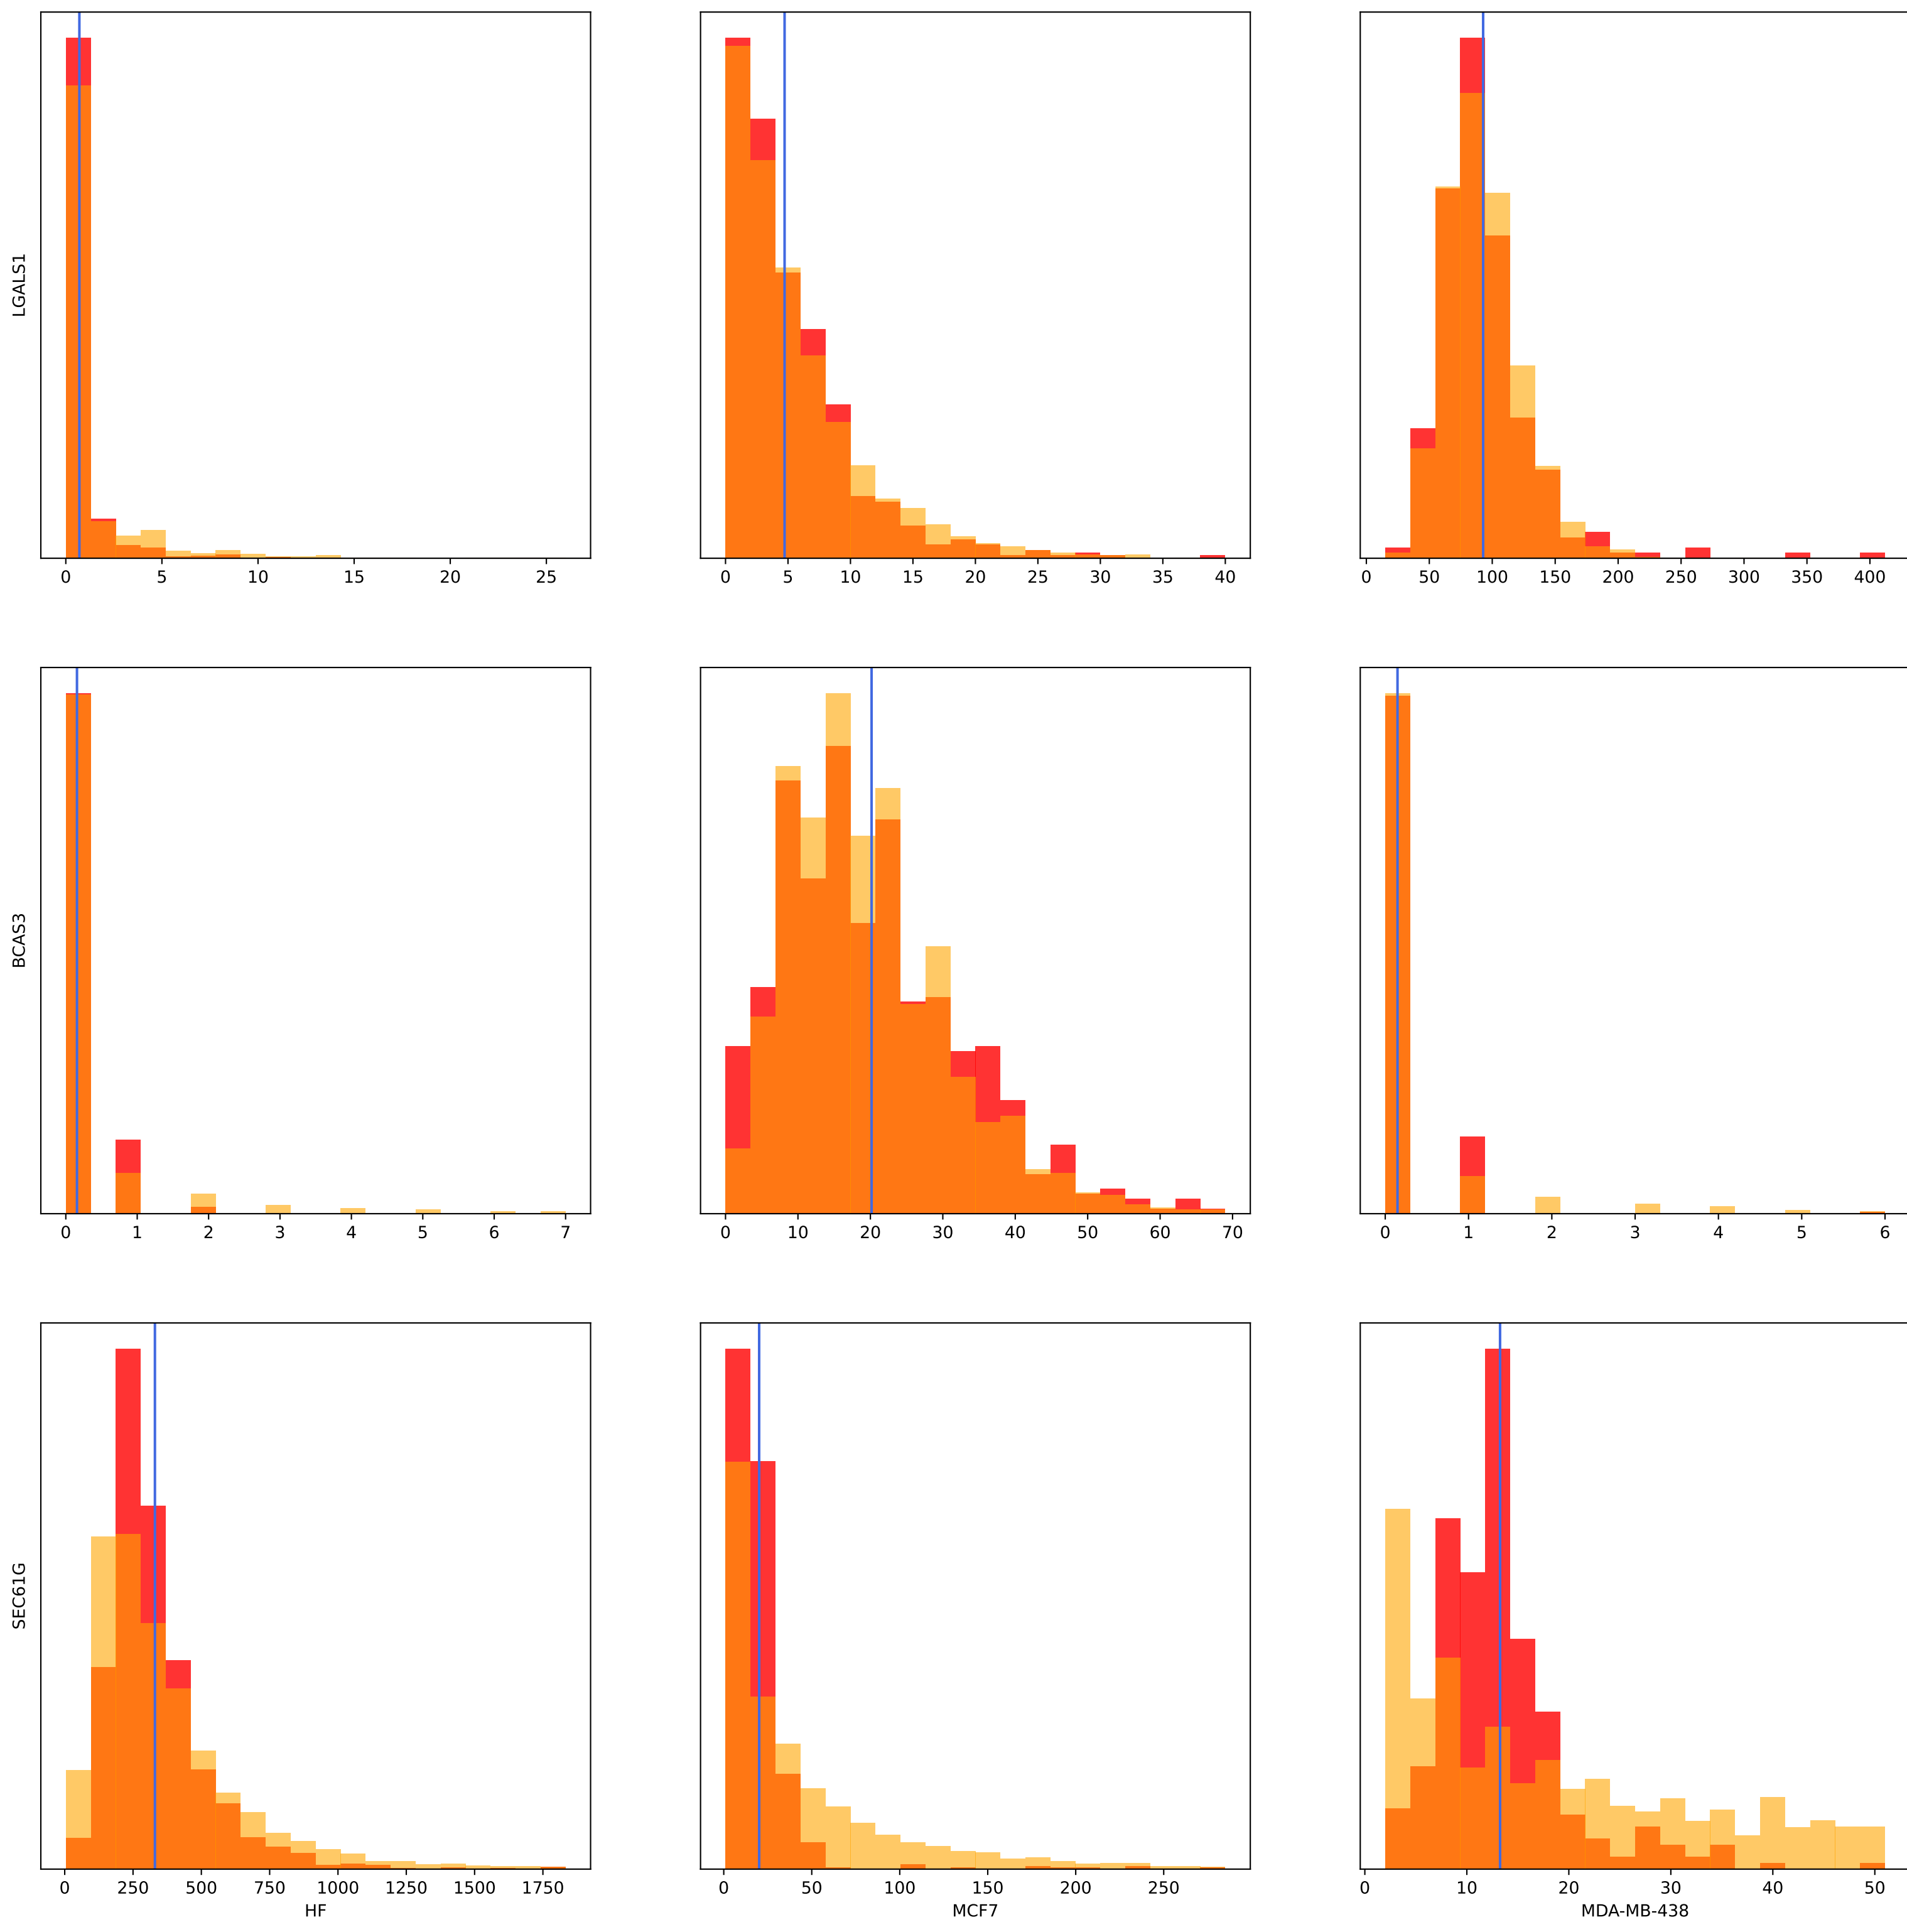 LGALS1
0 5 10 15 20 25
0 5 10 15 20 25 30 35 40
0 50 100 150 200 250 300 350 400
BCAS3
0 1 2 3 4 5 6 7
0 10 20 30 40 50 60 70
0 1 2 3 4 5 6
SEC61G
0 250 500 750 1000 1250 1500 1750
HF
0 50 100 150 200 250
MCF7
0 10 20 30 40 50
MDA-MB-438